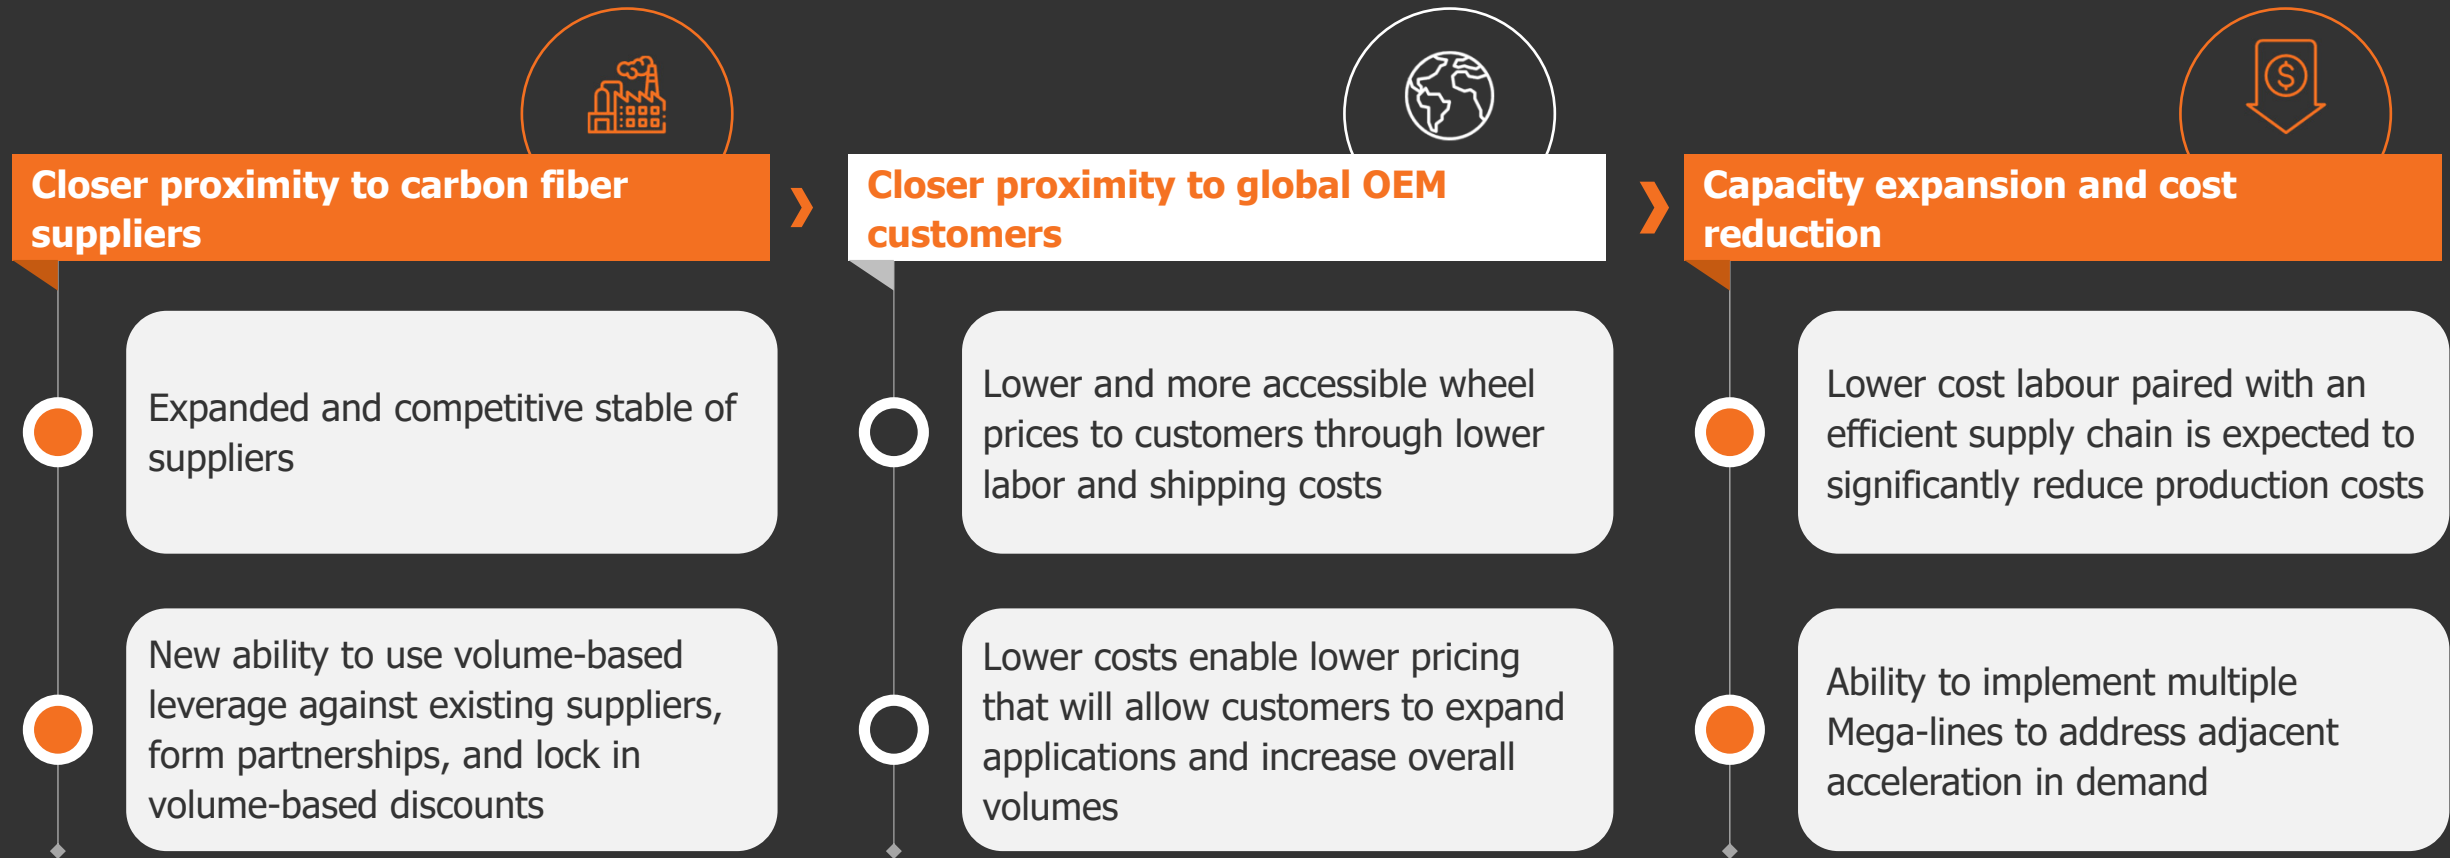 Closer proximity to carbon fiber
suppliers
Expanded and competitive stable of
suppliers
New ability to use volume-based
leverage against existing suppliers,
form partnerships, and lock in
volume-based discounts
Closer proximity to global OEM
customers
Lower and more accessible wheel
prices to customers through lower
labor and shipping costs
Lower costs enable lower pricing
that will allow customers to expand
applications and increase overall
volumes
Capacity expansion and cost
reduction
Lower cost labour paired with an
efficient supply chain is expected to
significantly reduce production costs
Ability to implement multiple
Mega-lines to address adjacent
acceleration in demand